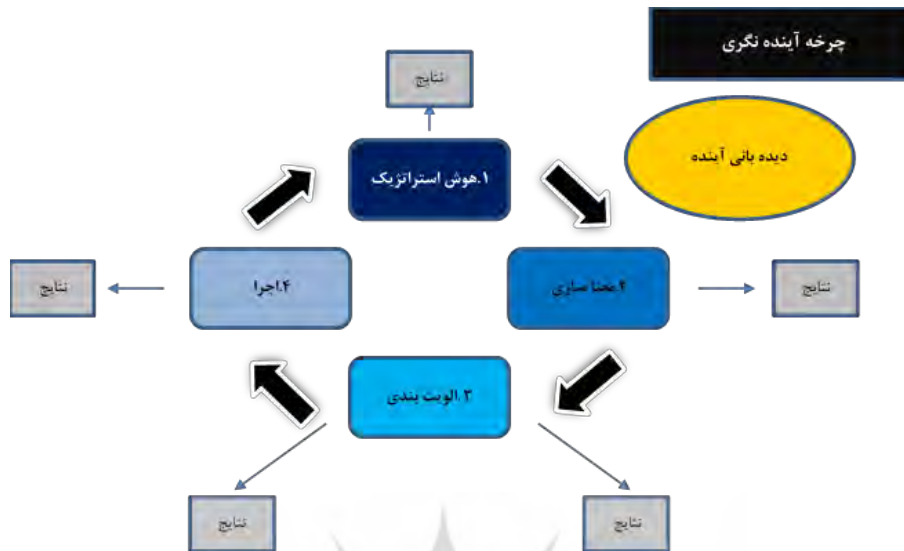 چرخه آینده نگری
نتایج
دیده بانی آینده
۱.هوش استراتژیک
۲.معنا سازی
نتایج
۴.اجرا
نتایج
۳.الویت بندی
نتایج
نتایج